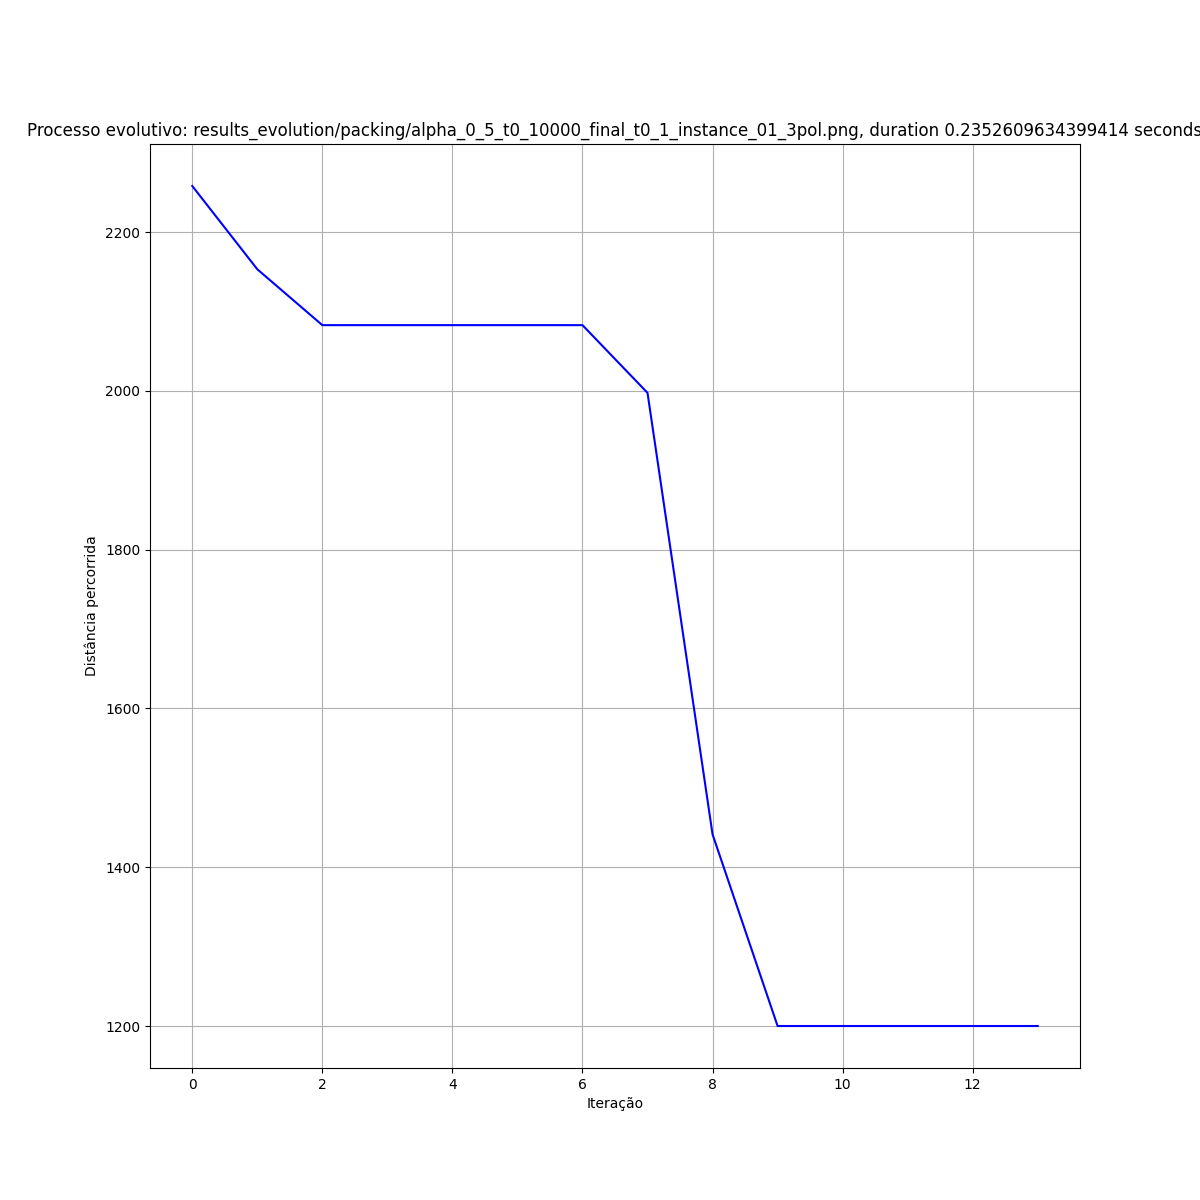 Processo evolutivo: results_evolution/packing/alpha_0_5_t0_10000_final_t0_1_instance_01_3pol.png, duration 0.2352609634399414 seconds
2200
2000
1800
1600
1400
1200
Distância percorrida
0 2 4 6 8 10 12
Iteração